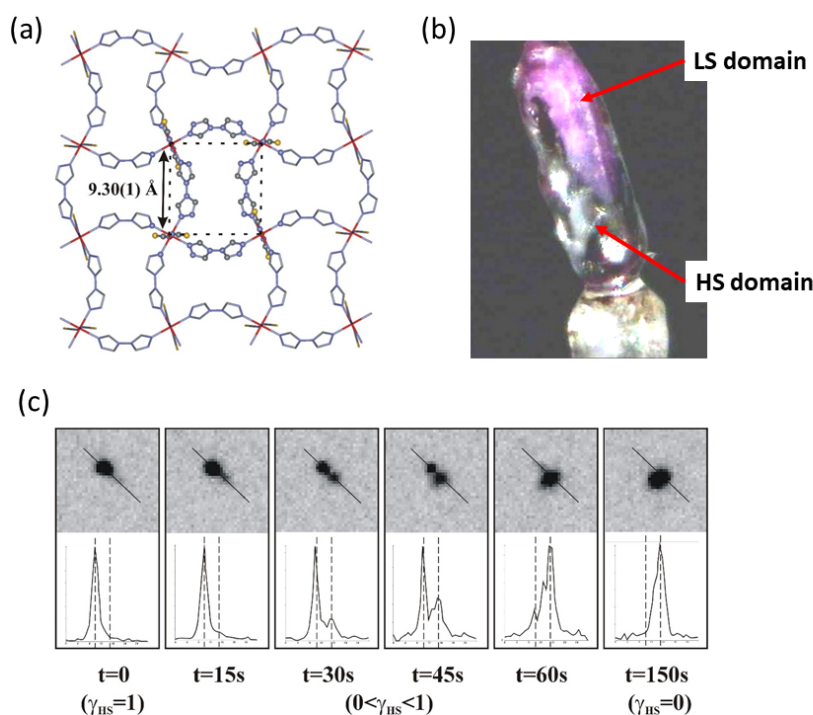 (a)
(b)
LS domain
9.30(1) Å
HS domain
(c)
t=0 t=15s t=30s t=45s t=60s t=150s
(γHS=1) (0<γHS<1) (γHS=0)